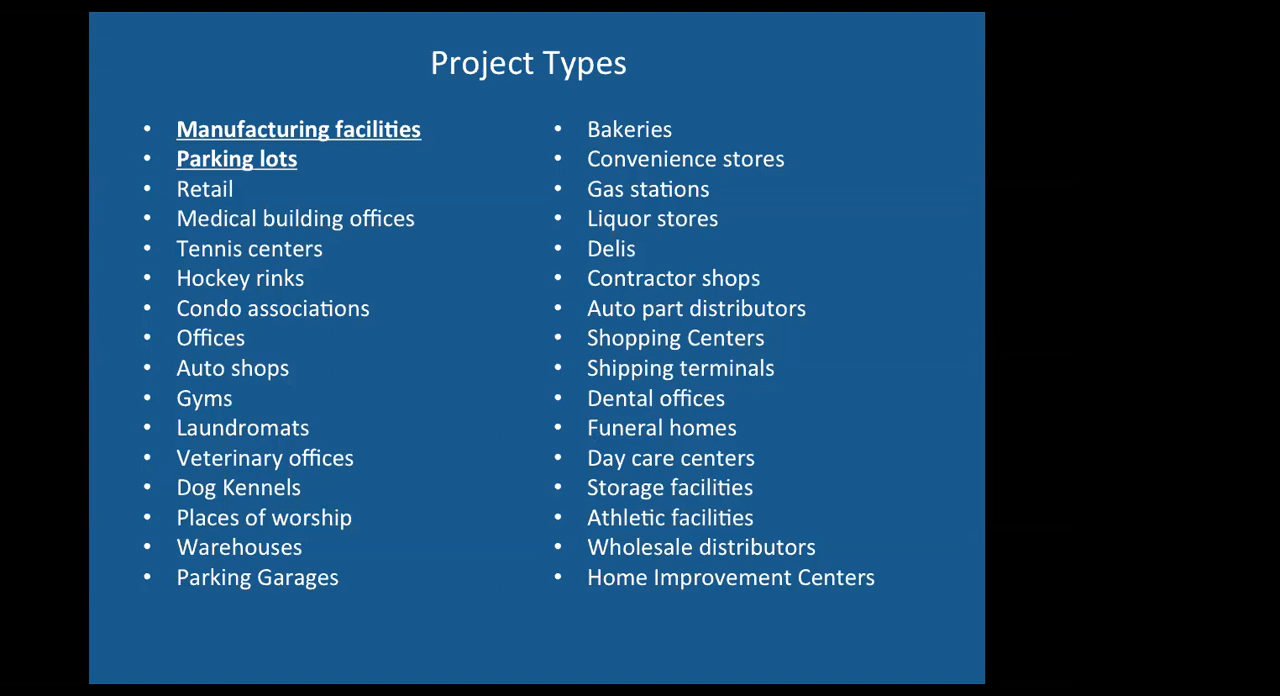 Project Types
• Manufacturing facilities
• Parking lots
• Retail
• Medical building offices
• Tennis centers
• Hockey rinks
• Condo associations
• Offices
• Auto shops
• Gyms
• Laundromats
• Veterinary offices
• Dog Kennels
• Places of worship
• Warehouses
• Parking Garages
• Bakeries
• Convenience stores
• Gas stations
• Liquor stores
• Delis
• Contractor shops
• Auto part distributors
• Shopping Centers
• Shipping terminals
• Dental offices
• Funeral homes
• Day care centers
• Storage facilities
• Athletic facilities
• Wholesale distributors
• Home Improvement Centers